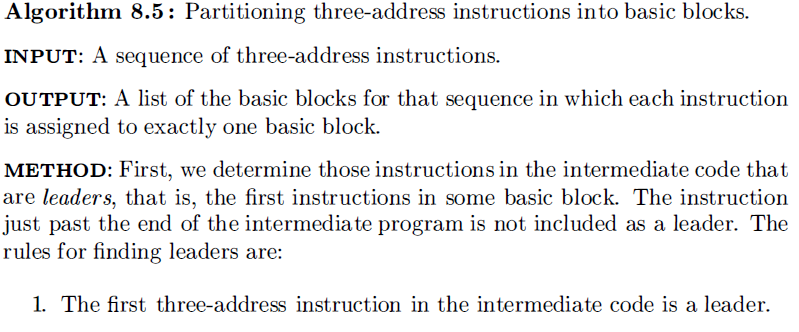 Algorithm 8.5: Partitioning three-address instructions into basic blocks.
INPUT: A sequence of three-address instructions.
OUTPUT: A list of the basic blocks for that sequence in which each instruction
is assigned to exactly one basic block.
METHOD: First, we determine those instructions in the intermediate code that
are leaders, that is, the first instructions in some basic block. The instruction
just past the end of the intermediate program is not included as a leader. The
rules for finding leaders are:
1. The first three-address instruction in the intermediate code is a leader.